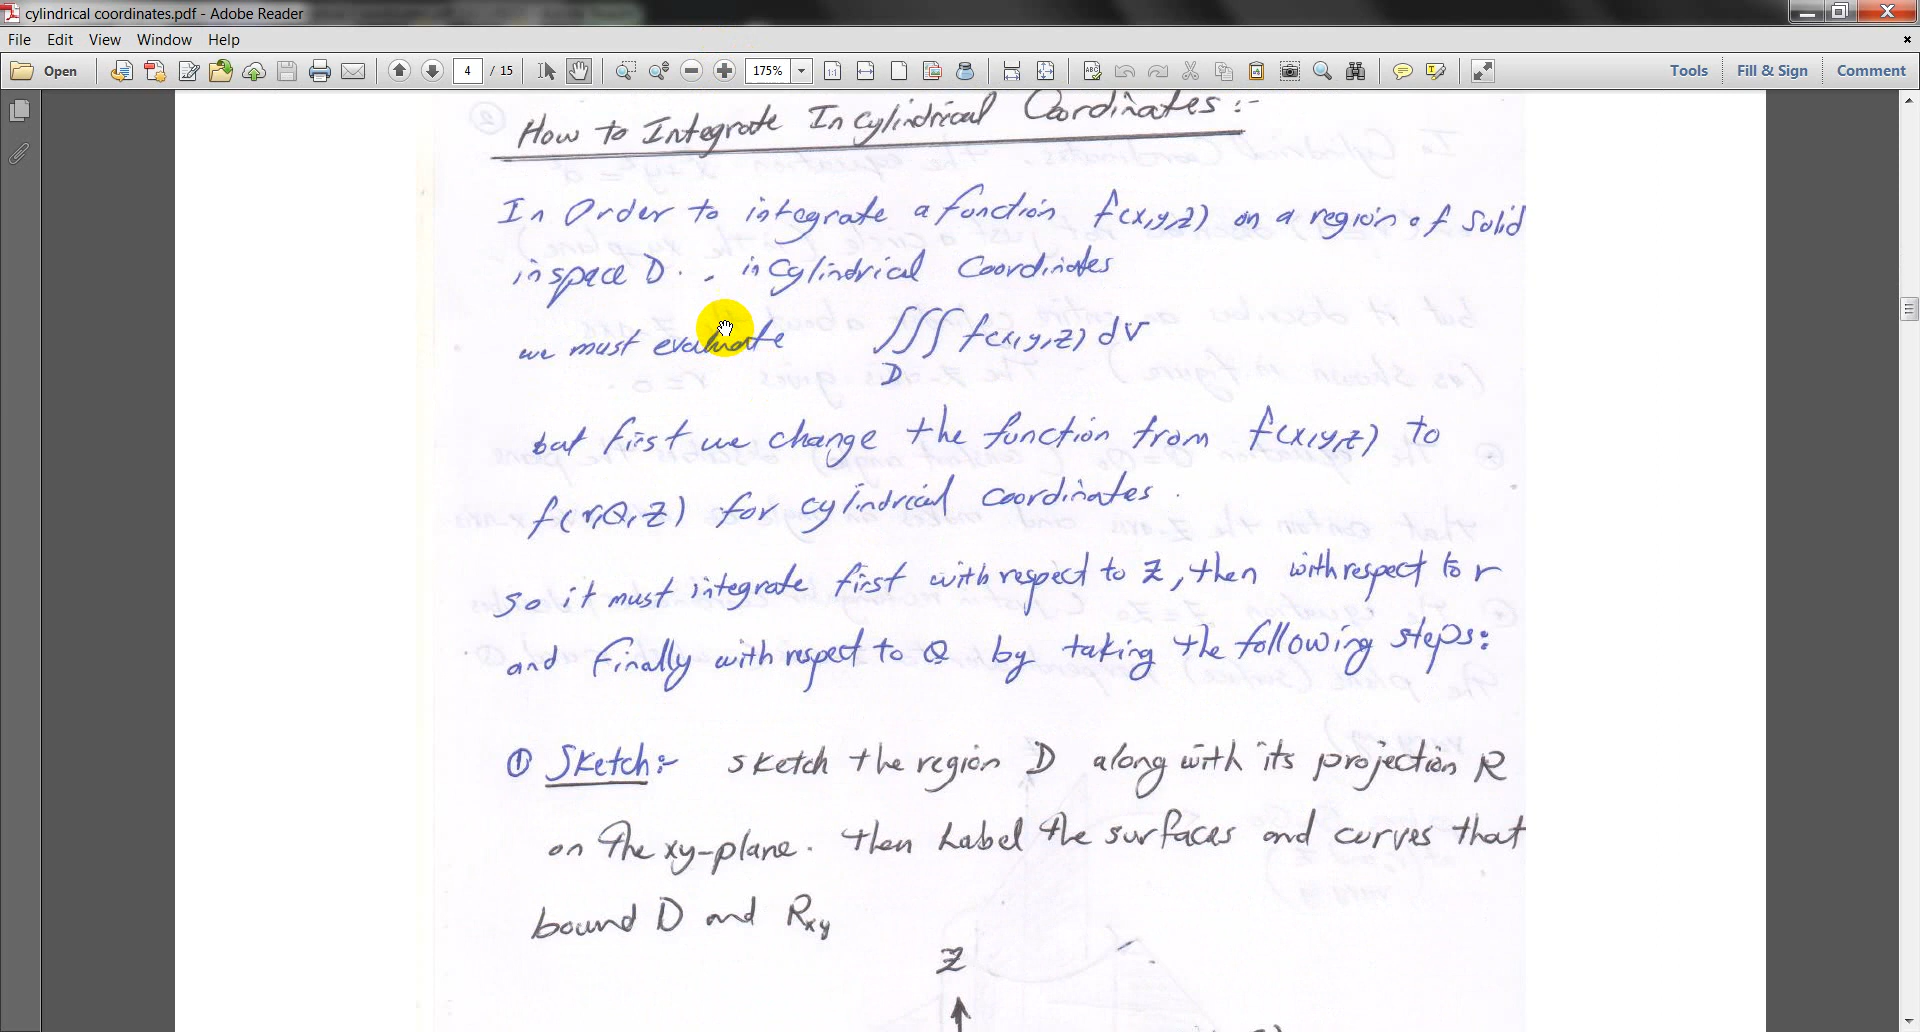 cylindrical coordinates.pdf - Adobe Reader
File Edit View Window Help
Open 4 / 15 175% Tools Fill & Sign Comment
How to Integrate In cylindrical Coordinates:-
In Order to integrate a function f(x,y,z) on a region of solid
in space D. . in Cylindrical Coordinates
we must evaluate ∭ f(x,y,z) dV
D
but first we change the function from f(x,y,z) to
f(r,θ,z) for cylindrical coordinates.
so it must integrate first with respect to z, then with respect to r
and finally with respect to θ by taking the following steps:
① Sketch:- sketch the region D along with its projection R
on the xy-plane. then Label the surfaces and curves that
bound D and Rxy
z